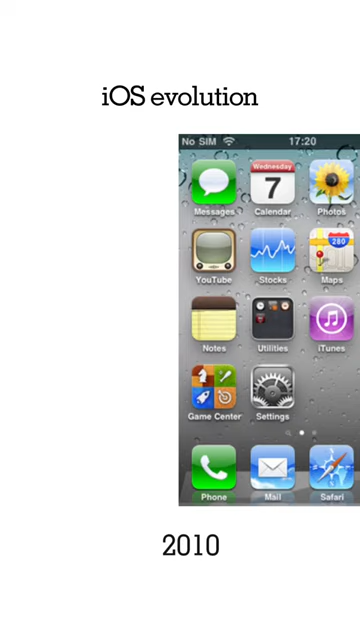 iOS evolution
No SIM 17:20
Wednesday
7
Messages Calendar Photos
280
YouTube Stocks Maps
Notes Utilities iTunes
Game Center Settings
Phone Mail Safari
2010